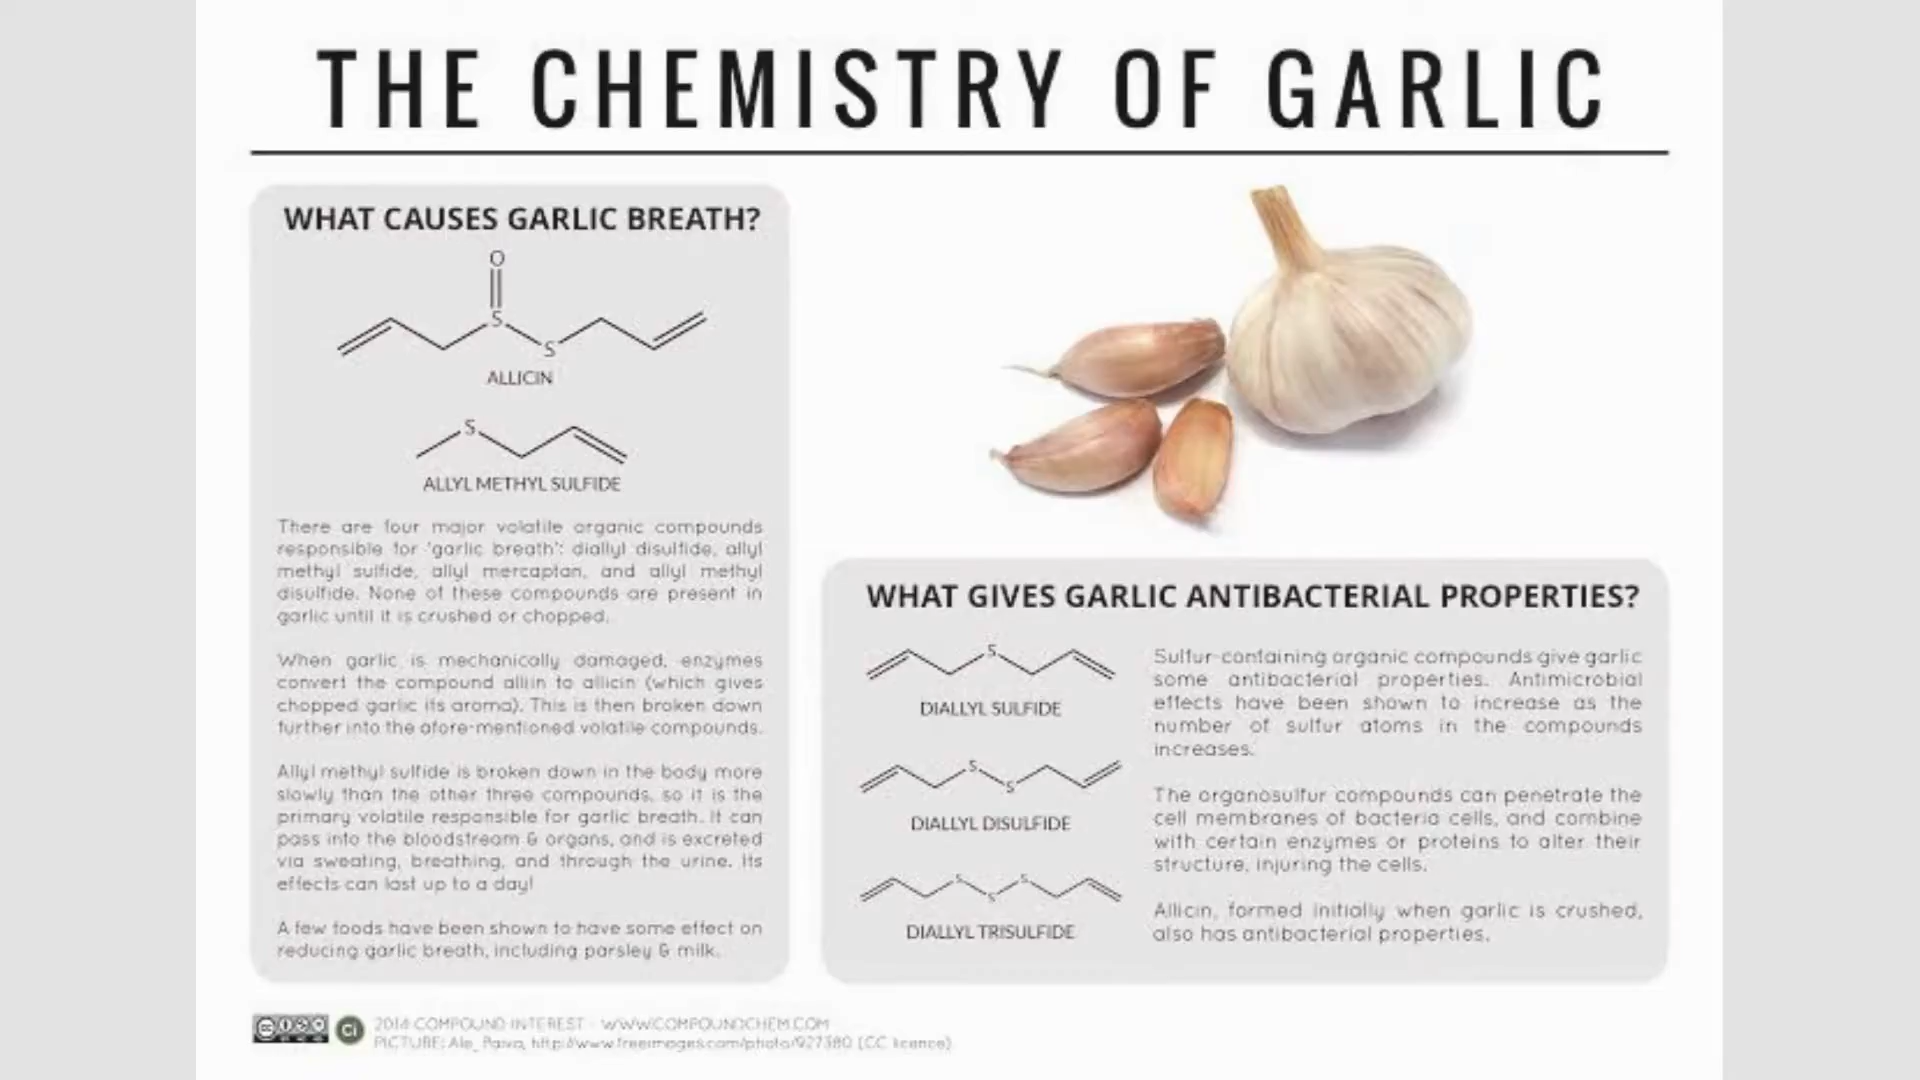 THE CHEMISTRY OF GARLIC
WHAT CAUSES GARLIC BREATH?
O
S
S
ALLICIN
S
ALLYL METHYL SULFIDE
There are four major volatile organic compounds
responsible for 'garlic breath': diallyl disulfide, allyl
methyl sulfide, allyl mercaptan, and allyl methyl
disulfide. None of these compounds are present in
garlic until it is crushed or chopped.
When garlic is mechanically damaged, enzymes
convert the compound alliin to allicin (which gives
chopped garlic its aroma). This is then broken down
further into the afore-mentioned volatile compounds.
Allyl methyl sulfide is broken down in the body more
slowly than the other three compounds, so it is the
primary volatile responsible for garlic breath. It can
pass into the bloodstream & organs, and is excreted
via sweating, breathing, and through the urine. Its
effects can last up to a day!
A few foods have been shown to have some effect on
reducing garlic breath, including parsley & milk.
WHAT GIVES GARLIC ANTIBACTERIAL PROPERTIES?
S
DIALLYL SULFIDE
S
S
DIALLYL DISULFIDE
S
S
S
DIALLYL TRISULFIDE
Sulfur-containing organic compounds give garlic
some antibacterial properties. Antimicrobial
effects have been shown to increase as the
number of sulfur atoms in the compounds
increases.
The organosulfur compounds can penetrate the
cell membranes of bacteria cells, and combine
with certain enzymes or proteins to alter their
structure, injuring the cells.
Allicin, formed initially when garlic is crushed,
also has antibacterial properties.
Ci
2014 COMPOUND INTEREST - WWW.COMPOUNDCHEM.COM
PICTURE: Ale_Paiva, http://www.freeimages.com/photo/927380 (CC licence)